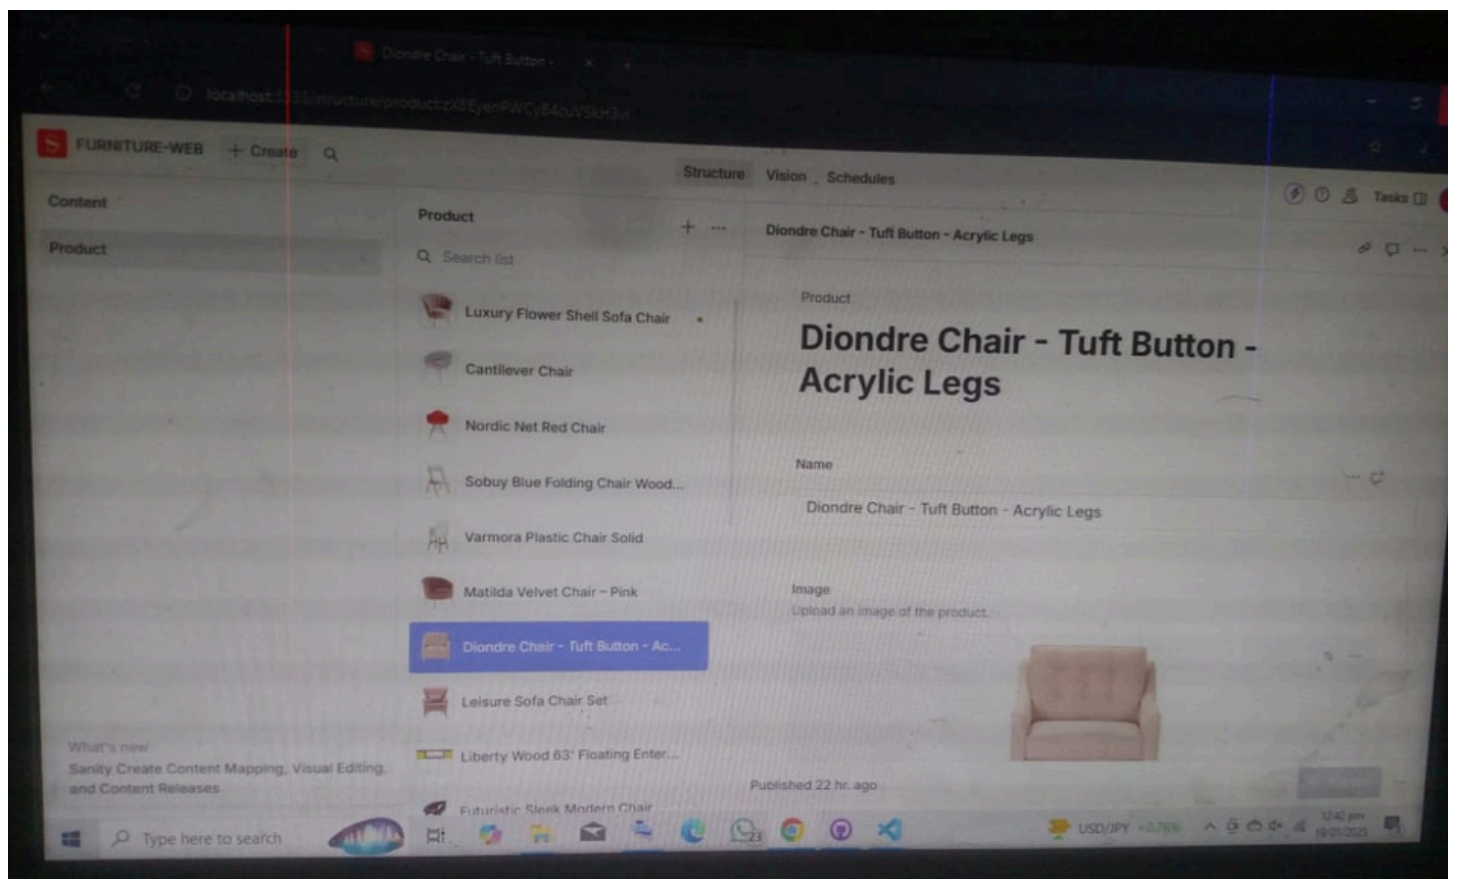 Diondre Chair - Tuft Button -
FURNITURE-WEB
+ Create
Structure
Vision
Schedules
Tasks
Content
Product
Product
Search list
Luxury Flower Shell Sofa Chair
Cantilever Chair
Nordic Net Red Chair
Sobuy Blue Folding Chair Wood...
Varmora Plastic Chair Solid
Matilda Velvet Chair - Pink
Diondre Chair - Tuft Button - Ac...
Leisure Sofa Chair Set
Liberty Wood 63' Floating Enter...
Futuristic Sleek Modern Chair
Diondre Chair - Tuft Button - Acrylic Legs
Product
Diondre Chair - Tuft Button -
Acrylic Legs
Name
Diondre Chair - Tuft Button - Acrylic Legs
Image
Upload an image of the product.
Published 22 hr. ago
What's new
Sanity Create Content Mapping, Visual Editing,
and Content Releases
Type here to search
23
USD/JPY
12:42 pm